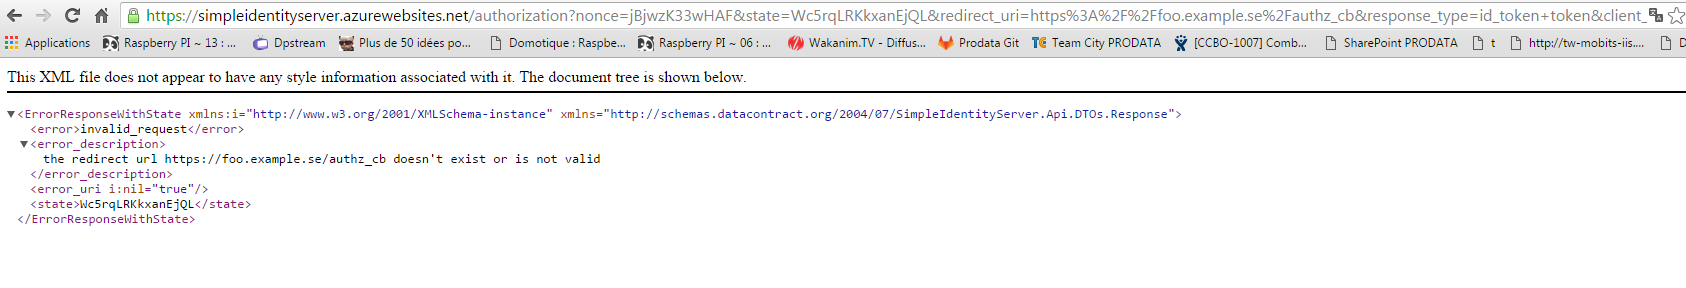 https://simpleidentityserver.azurewebsites.net/authorization?nonce=jBjwzK33wHAF&state=Wc5rqLRKkxanEjQL&redirect_uri=https%3A%2F%2Ffoo.example.se%2Fauthz_cb&response_type=id_token+token&client_
Applications Raspberry PI ~ 13 : ... Dpstream Plus de 50 idées po... Domotique : Raspbe... Raspberry PI ~ 06 : ... Wakanim.TV - Diffus... Prodata Git Team City PRODATA [CCBO-1007] Comb... SharePoint PRODATA t http://tw-mobits-iis.... D
This XML file does not appear to have any style information associated with it. The document tree is shown below.
▼<ErrorResponseWithState xmlns:i="http://www.w3.org/2001/XMLSchema-instance" xmlns="http://schemas.datacontract.org/2004/07/SimpleIdentityServer.Api.DTOs.Response">
<error>invalid_request</error>
▼<error_description>
the redirect url https://foo.example.se/authz_cb doesn't exist or is not valid
</error_description>
<error_uri i:nil="true"/>
<state>Wc5rqLRKkxanEjQL</state>
</ErrorResponseWithState>